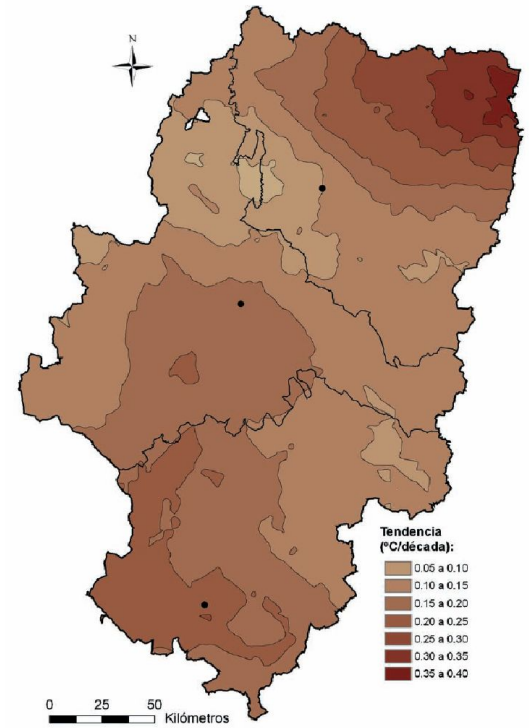 N
Tendencia
(°C/década):
0.05 a 0.10
0.10 a 0.15
0.15 a 0.20
0.20 a 0.25
0.25 a 0.30
0.30 a 0.35
0.35 a 0.40
0 25 50
Kilómetros